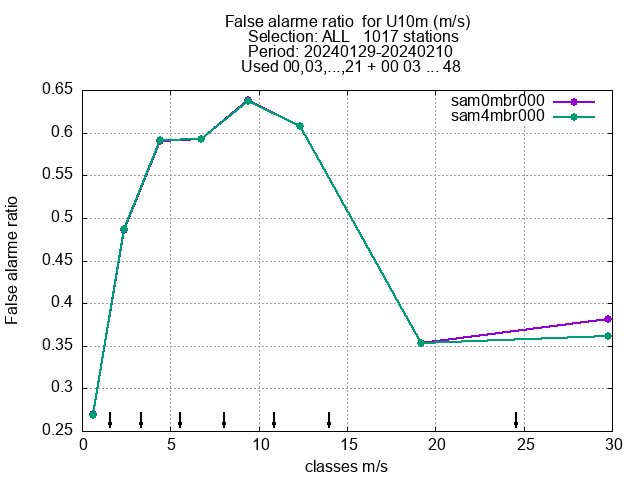 False alarme ratio  for U10m (m/s)
Selection: ALL   1017 stations
Period: 20240129-20240210
Used 00,03,...,21 + 00 03 ... 48
sam0mbr000
sam4mbr000
False alarme ratio
0.65
0.6
0.55
0.5
0.45
0.4
0.35
0.3
0.25
0 5 10 15 20 25 30
classes m/s